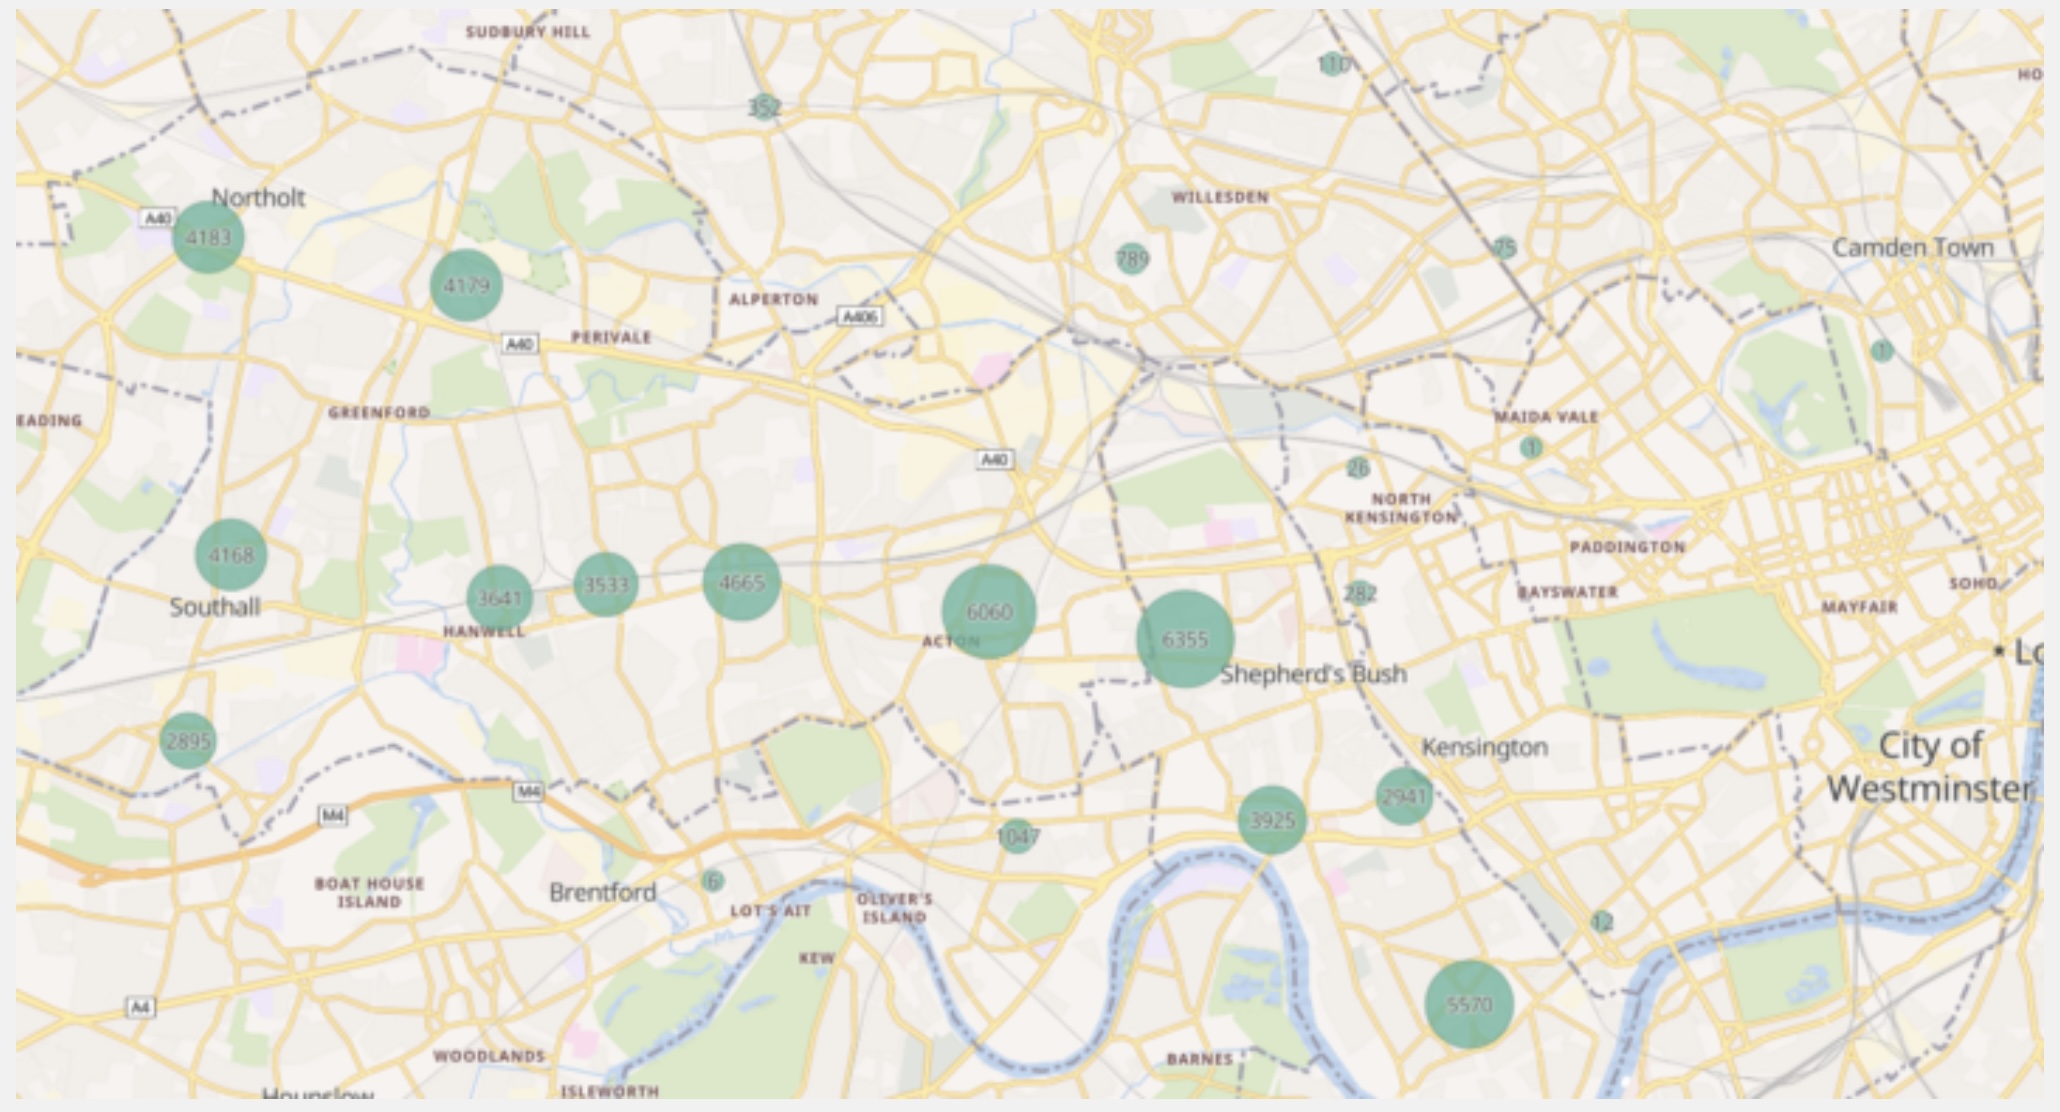 SUDBURY HILL
110
HO
352
Northolt
WILLESDEN
A40
4183
75
Camden Town
789
4179
ALPERTON
A406
PERIVALE
A40
1
GREENFORD
EADING
MAIDA VALE
1
A40
26
NORTH
KENSINGTON
4168
PADDINGTON
3641
3533
4665
SOHO
282
BAYSWATER
Southall
MAYFAIR
6060
HANWELL
ACTON
6355
Lo
Shepherd's Bush
2895
Kensington
City of
Westminster
M4
2941
M4
3925
1047
BOAT HOUSE
ISLAND
Brentford
6
LOT'S AIT
OLIVER'S
ISLAND
12
KEW
A4
5570
WOODLANDS
BARNES
Hounslow
ISLEWORTH